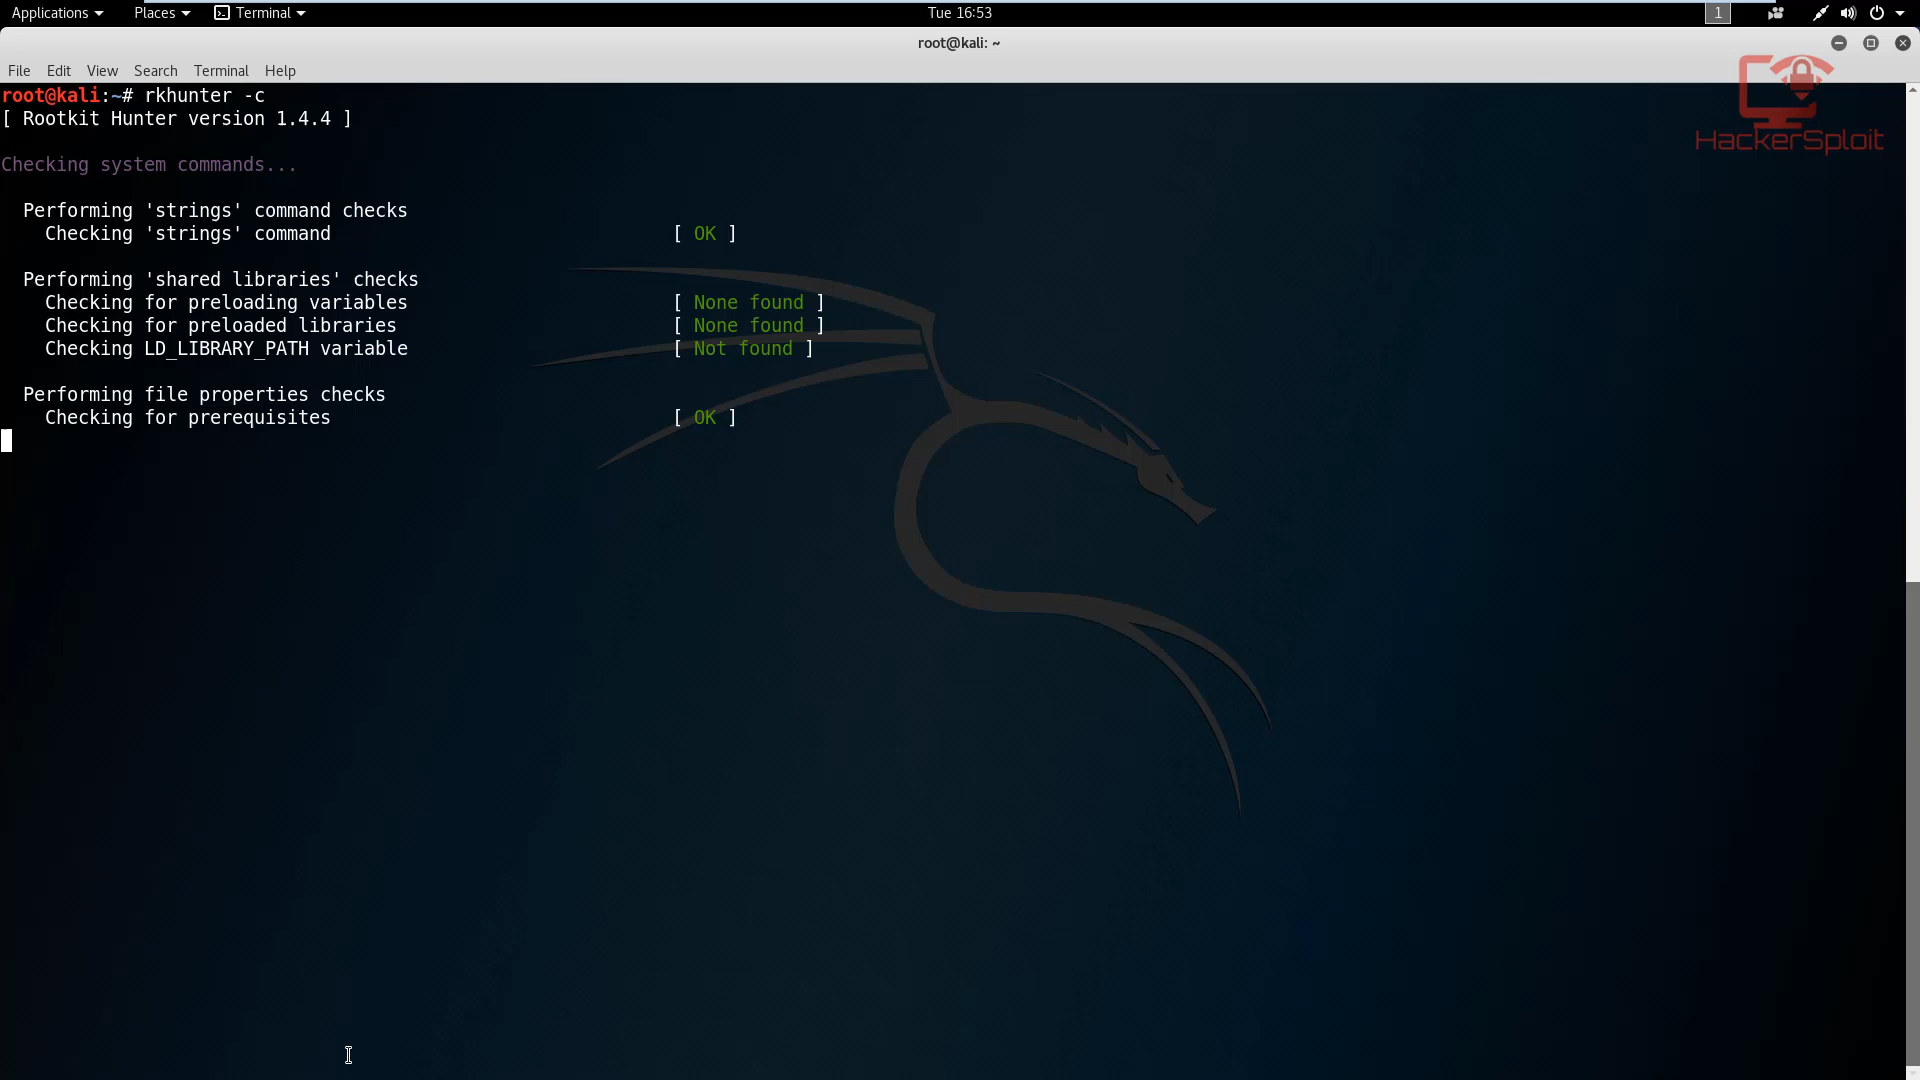 Applications Places Terminal Tue 16:53 1
root@kali: ~
File Edit View Search Terminal Help
root@kali:~# rkhunter -c
[ Rootkit Hunter version 1.4.4 ]
HackerSploit
Checking system commands...
Performing 'strings' command checks
Checking 'strings' command [ OK ]
Performing 'shared libraries' checks
Checking for preloading variables [ None found ]
Checking for preloaded libraries [ None found ]
Checking LD_LIBRARY_PATH variable [ Not found ]
Performing file properties checks
Checking for prerequisites [ OK ]